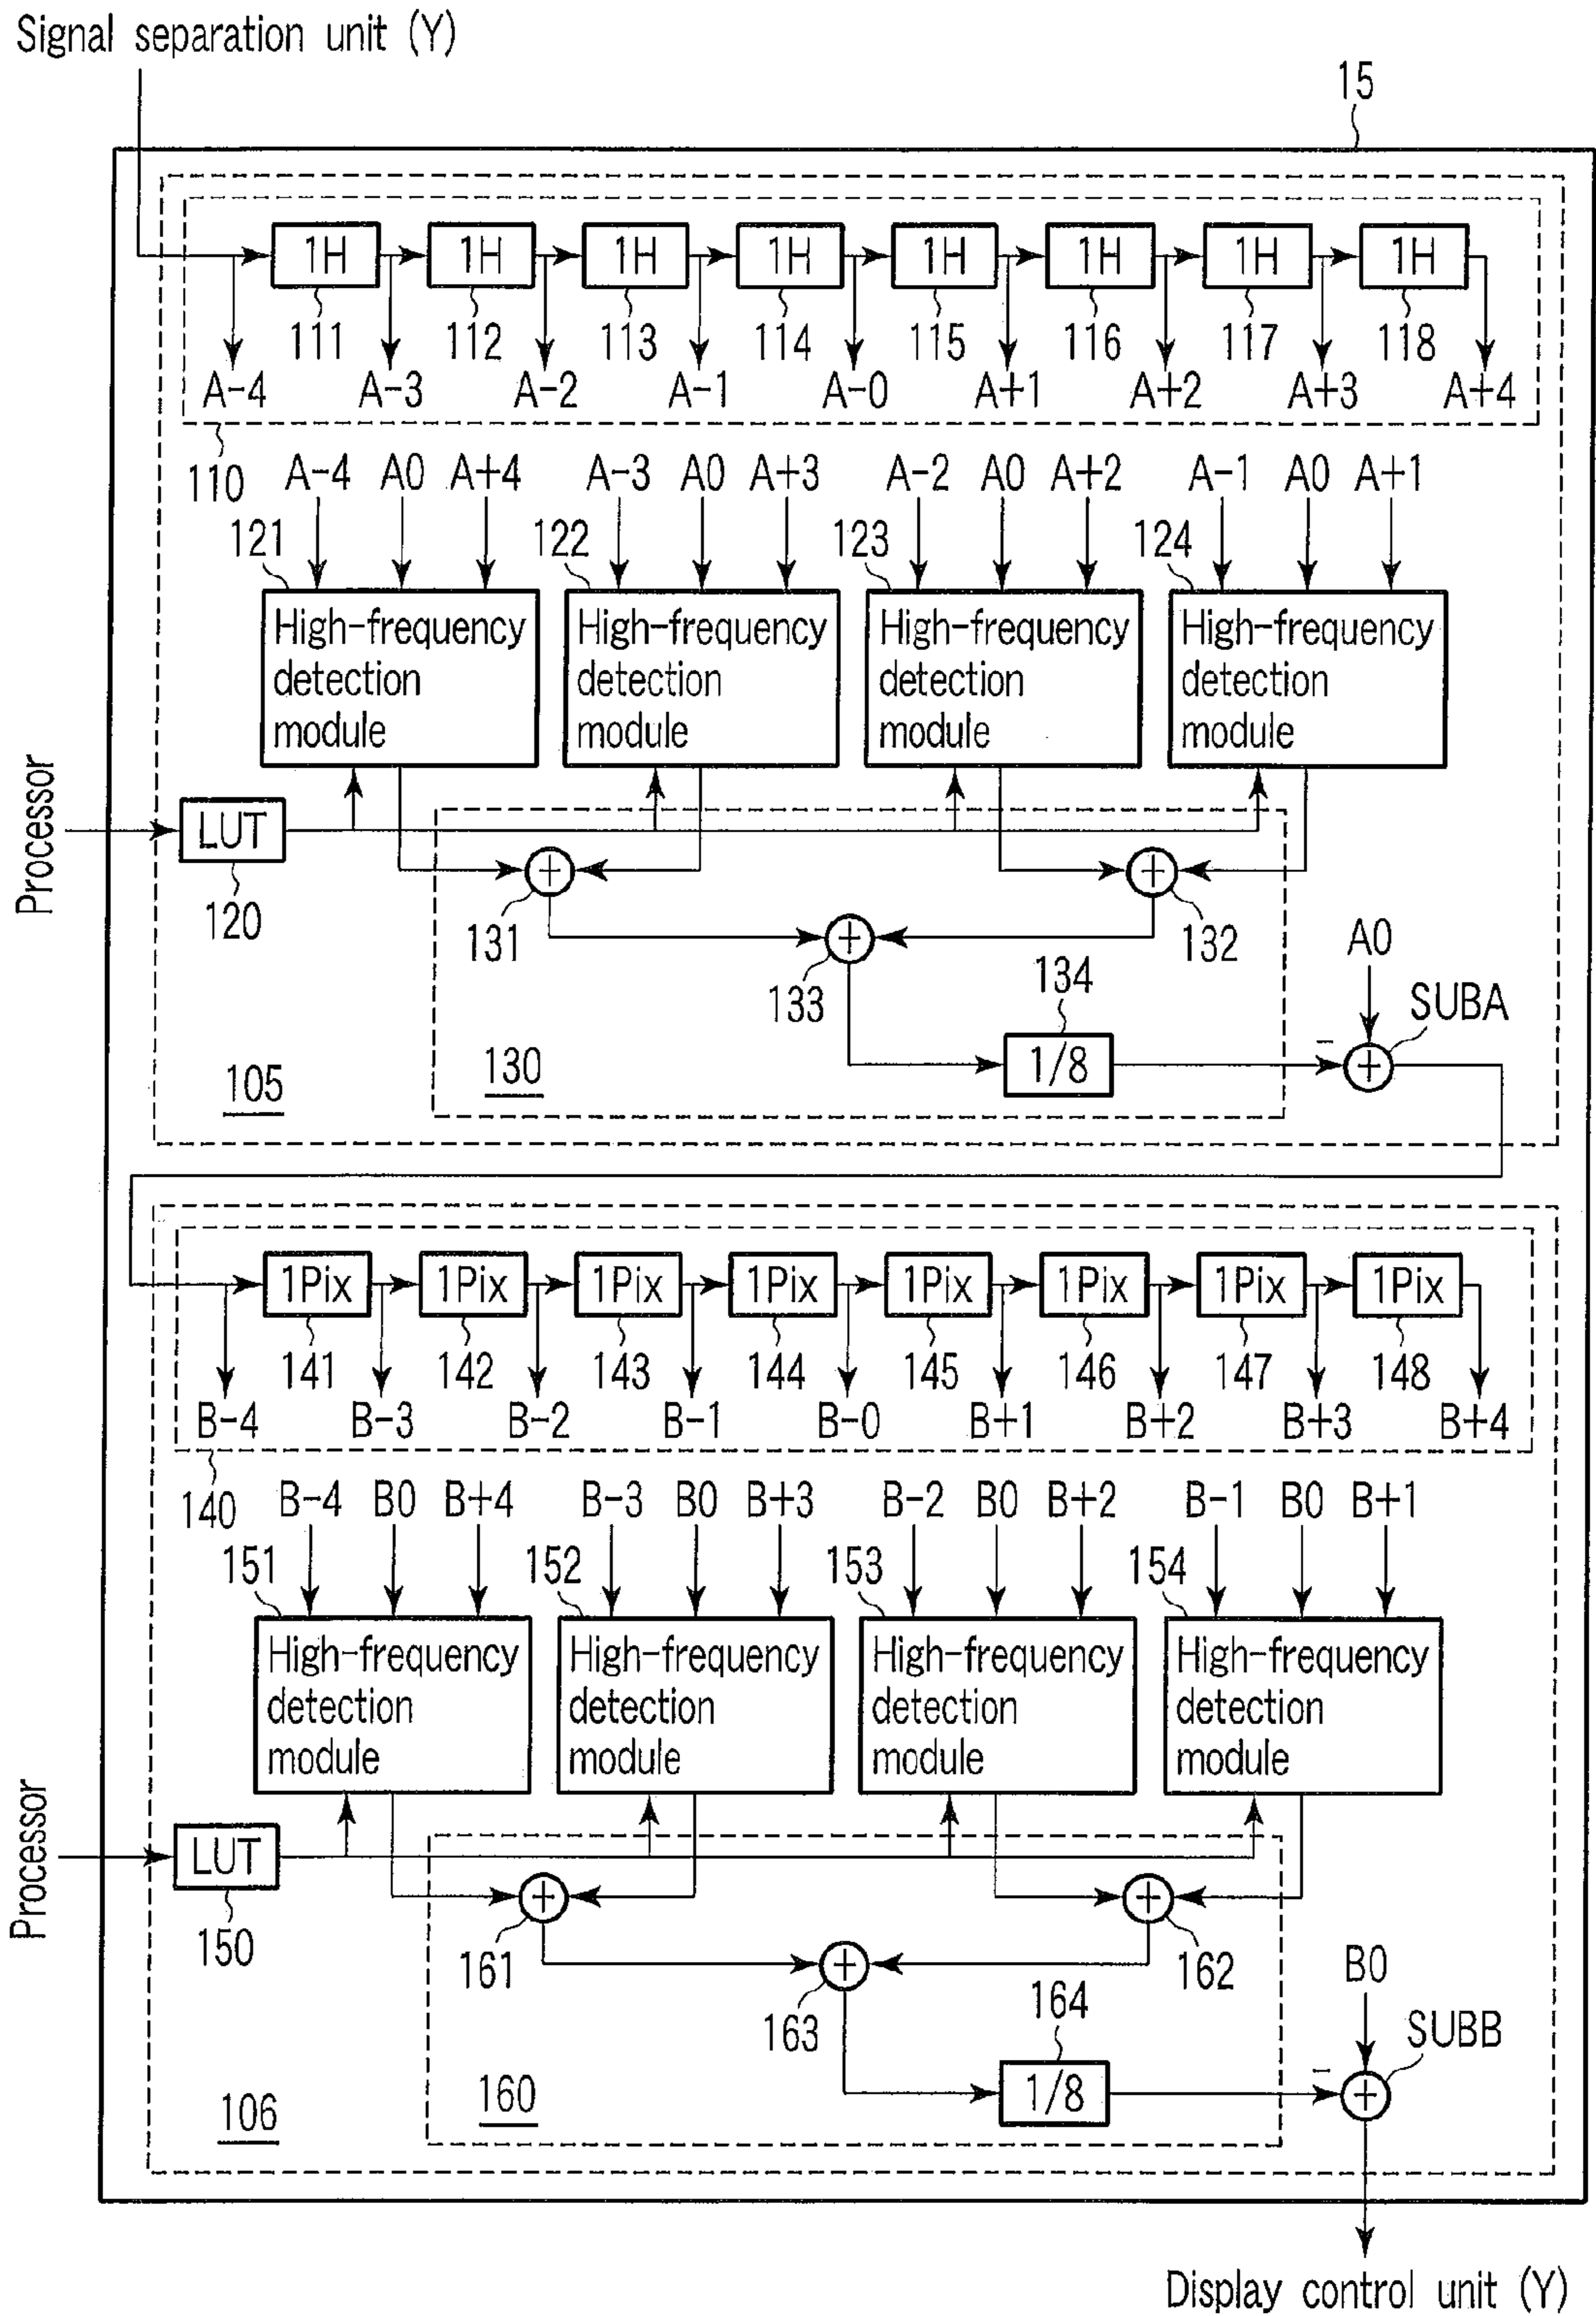 Signal separation unit (Y)
15
1H 1H 1H 1H 1H 1H 1H 1H
111 112 113 114 115 116 117 118
A-4 A-3 A-2 A-1 A-0 A+1 A+2 A+3 A+4
110
A-4 A0 A+4 A-3 A0 A+3 A-2 A0 A+2 A-1 A0 A+1
121 122 123 124
High-frequency detection module
High-frequency detection module
High-frequency detection module
High-frequency detection module
Processor
LUT
120
+ +
131 132
+
133
A0
134
SUBA
1/8
-
+
105
130
1Pix 1Pix 1Pix 1Pix 1Pix 1Pix 1Pix 1Pix
141 142 143 144 145 146 147 148
B-4 B-3 B-2 B-1 B-0 B+1 B+2 B+3 B+4
140
B-4 B0 B+4 B-3 B0 B+3 B-2 B0 B+2 B-1 B0 B+1
151 152 153 154
High-frequency detection module
High-frequency detection module
High-frequency detection module
High-frequency detection module
Processor
LUT
150
+ +
161 162
+
163
B0
164
SUBB
1/8
-
+
106
160
Display control unit (Y)